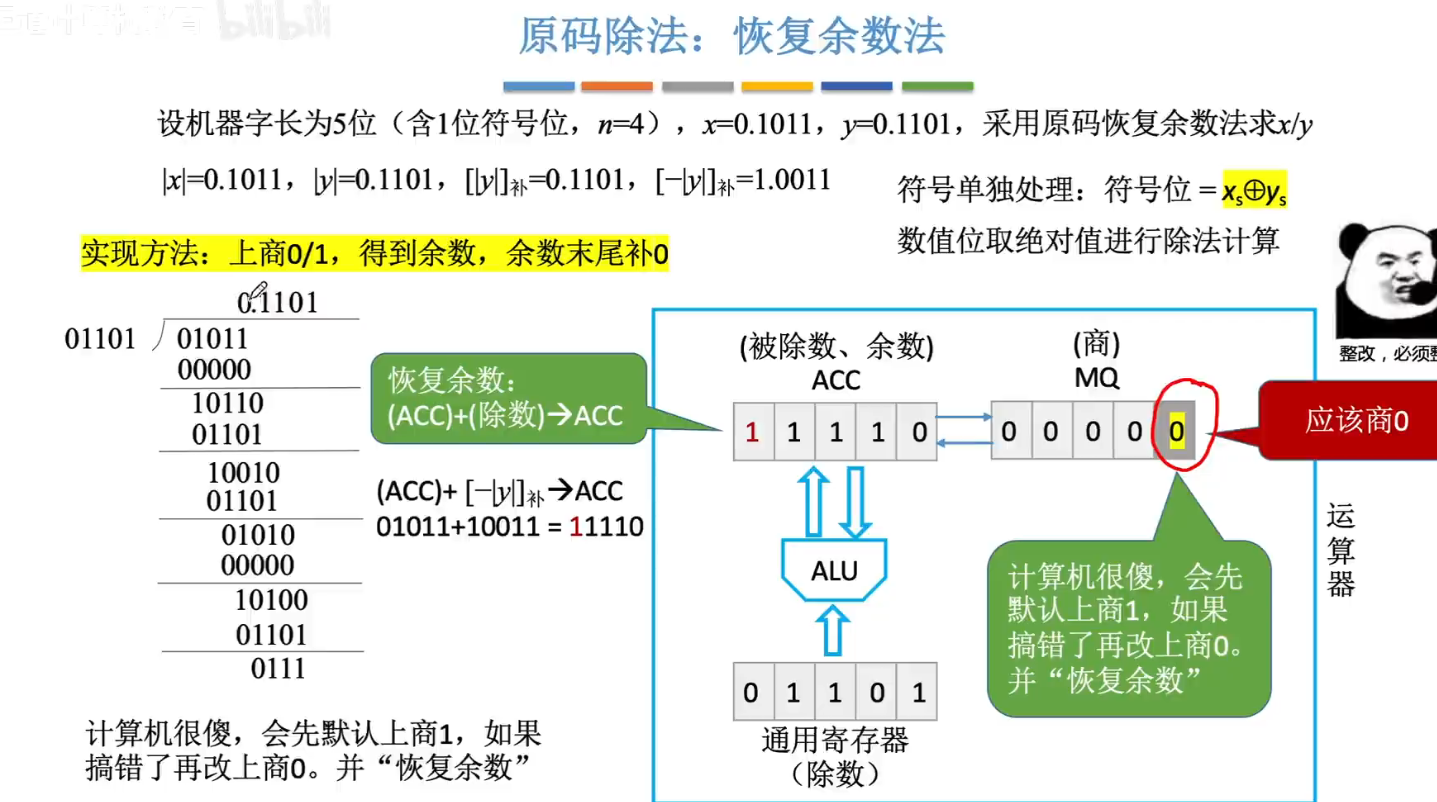 bilibili
原码除法：恢复余数法
设机器字长为5位（含1位符号位，n=4），x=0.1011，y=0.1101，采用原码恢复余数法求x/y
|x|=0.1011，|y|=0.1101，[|y|]补=0.1101，[−|y|]补=1.0011
符号单独处理：符号位＝xs⊕ys
数值位取绝对值进行除法计算
实现方法：上商0/1，得到余数，余数末尾补0
0.1101
01101
01011
00000
10110
01101
10010
01101
01010
00000
10100
01101
0111
恢复余数：
(ACC)+(除数)→ACC
(ACC)+ [−|y|]补→ACC
01011+10011 = 11110
计算机很傻，会先默认上商1，如果
搞错了再改上商0。并“恢复余数”
(被除数、余数)
ACC
(商)
MQ
1 1 1 1 0
0 0 0 0 0
应该商0
ALU
计算机很傻，会先
默认上商1，如果
搞错了再改上商0。
并“恢复余数”
0 1 1 0 1
通用寄存器
（除数）
运算器
整改，必须整